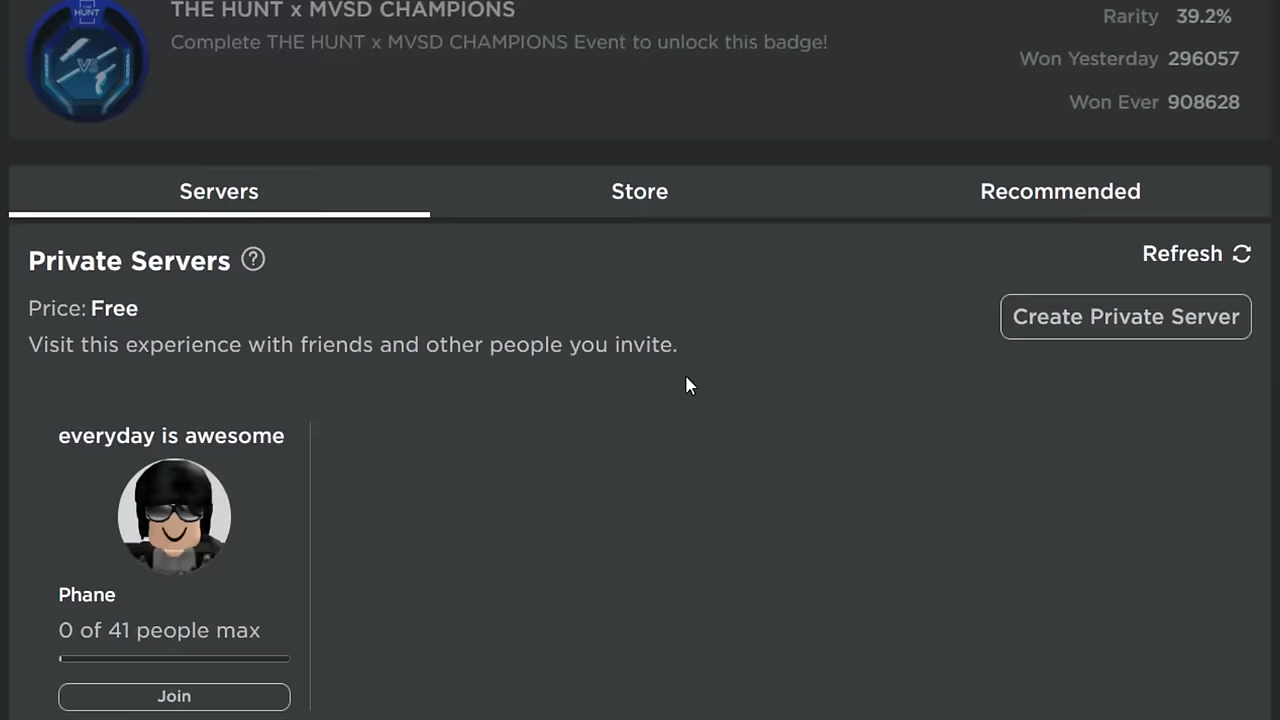 HUNT
VS
THE HUNT x MVSD CHAMPIONS
Complete THE HUNT x MVSD CHAMPIONS Event to unlock this badge!
Rarity 39.2%
Won Yesterday 296057
Won Ever 908628
Servers Store Recommended
Private Servers ?
Refresh
Price: Free
Create Private Server
Visit this experience with friends and other people you invite.
everyday is awesome
Phane
0 of 41 people max
Join